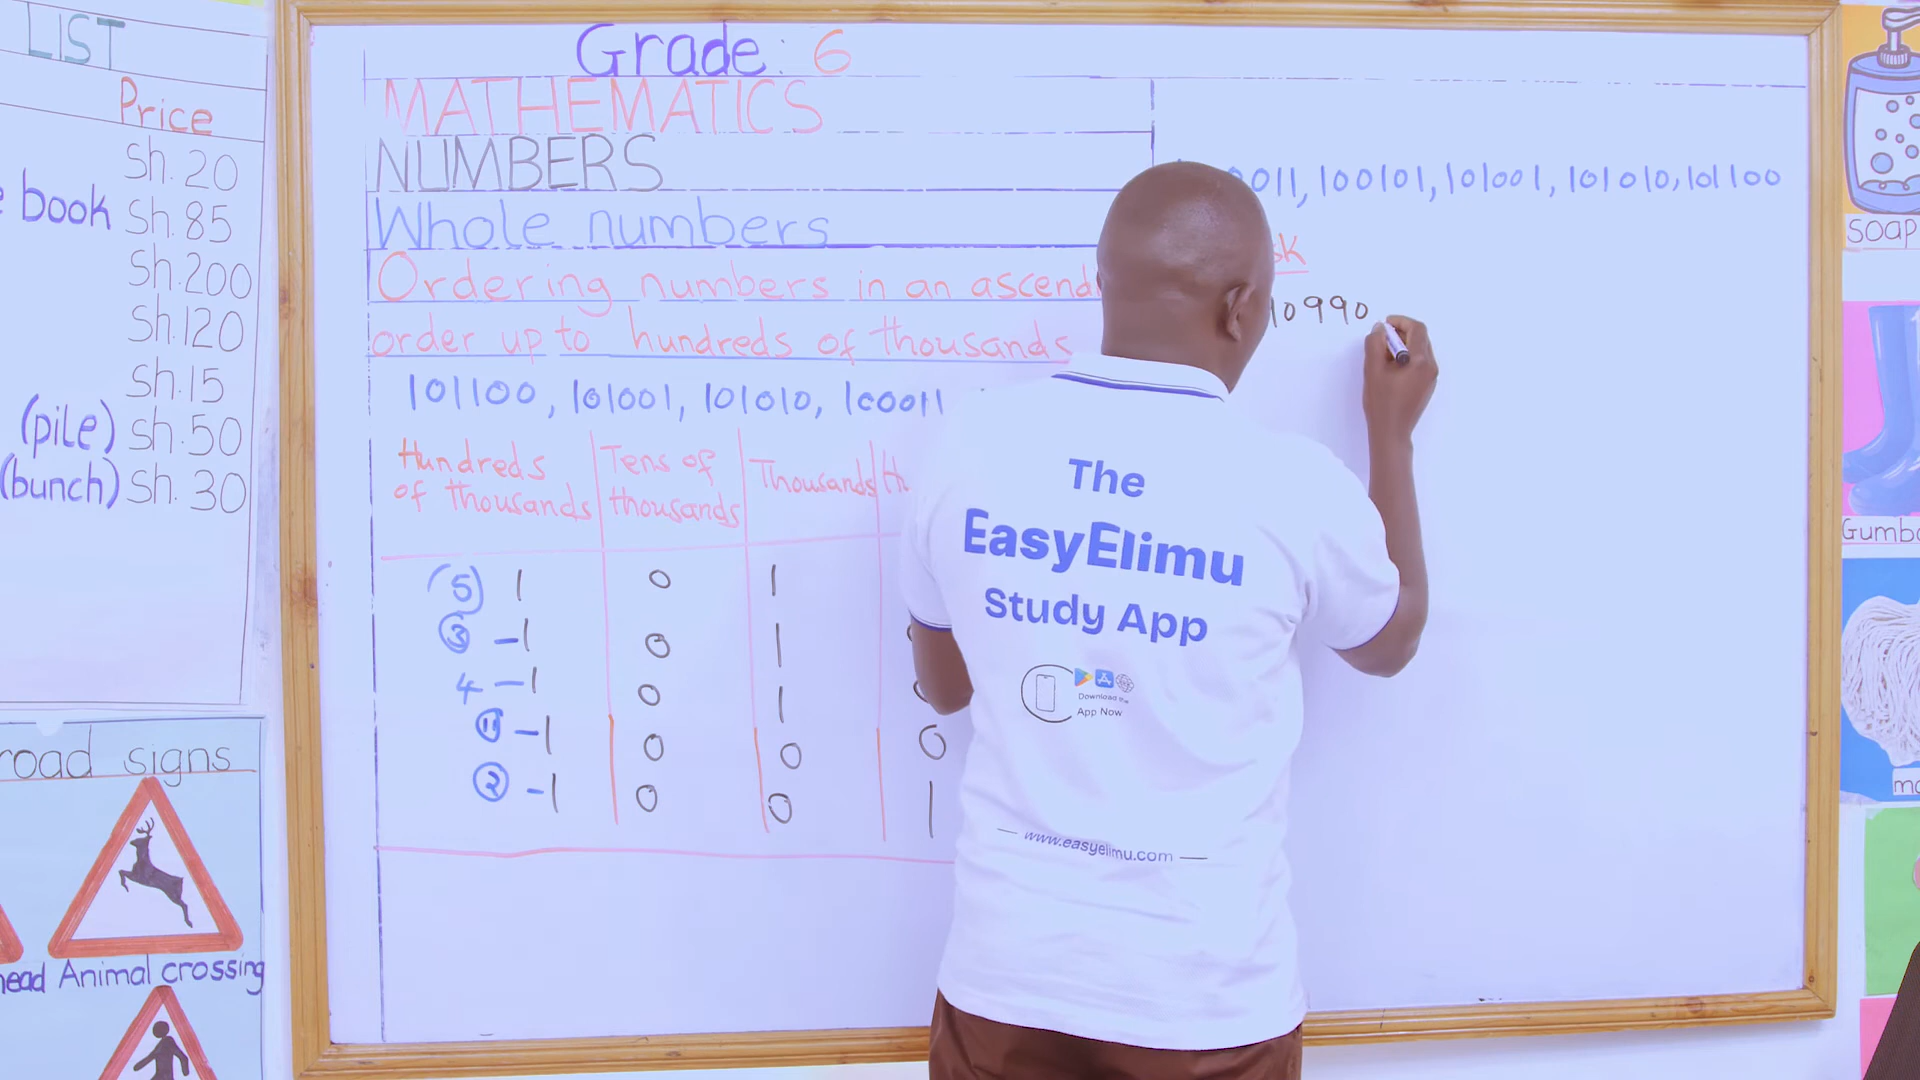 LIST
Price
Sh. 20
book Sh. 85
Sh. 200
Sh. 120
Sh. 15
(pile) Sh. 50
(bunch) Sh. 30
road signs
Animal crossing
Grade: 6
MATHEMATICS
NUMBERS
Whole numbers
Ordering numbers in an
order up to hundreds of thousands
101100, 101001, 101010, 100011
Hundreds of thousands Tens of thousands Thousands
(5) 1 0 1
3 -1 0 1
4 -1 0 1
-1 0 0 0
2 -1 0 0 1
0011, 100101, 101001, 101010, 101100
10990
The
EasyElimu
Study App
Download the
App Now
www.easyelimu.com
SOAP